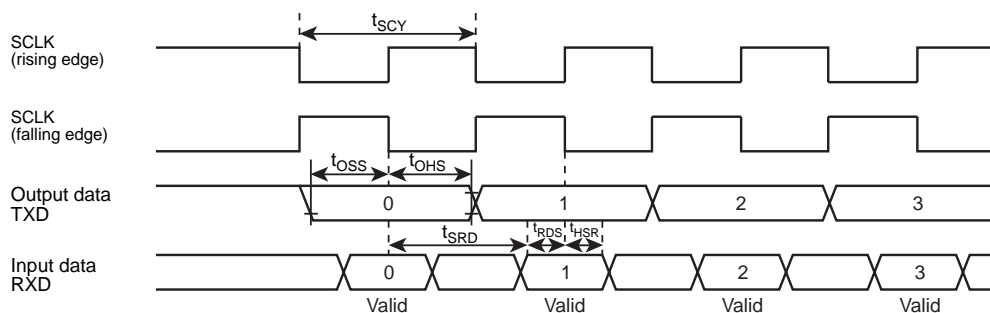 tSCY
SCLK
(rising edge)
SCLK
(falling edge)
tOSS tOHS
Output data
TXD
0 1 2 3
tSRD tRDS tHSR
Input data
RXD
0 1 2 3
Valid Valid Valid Valid